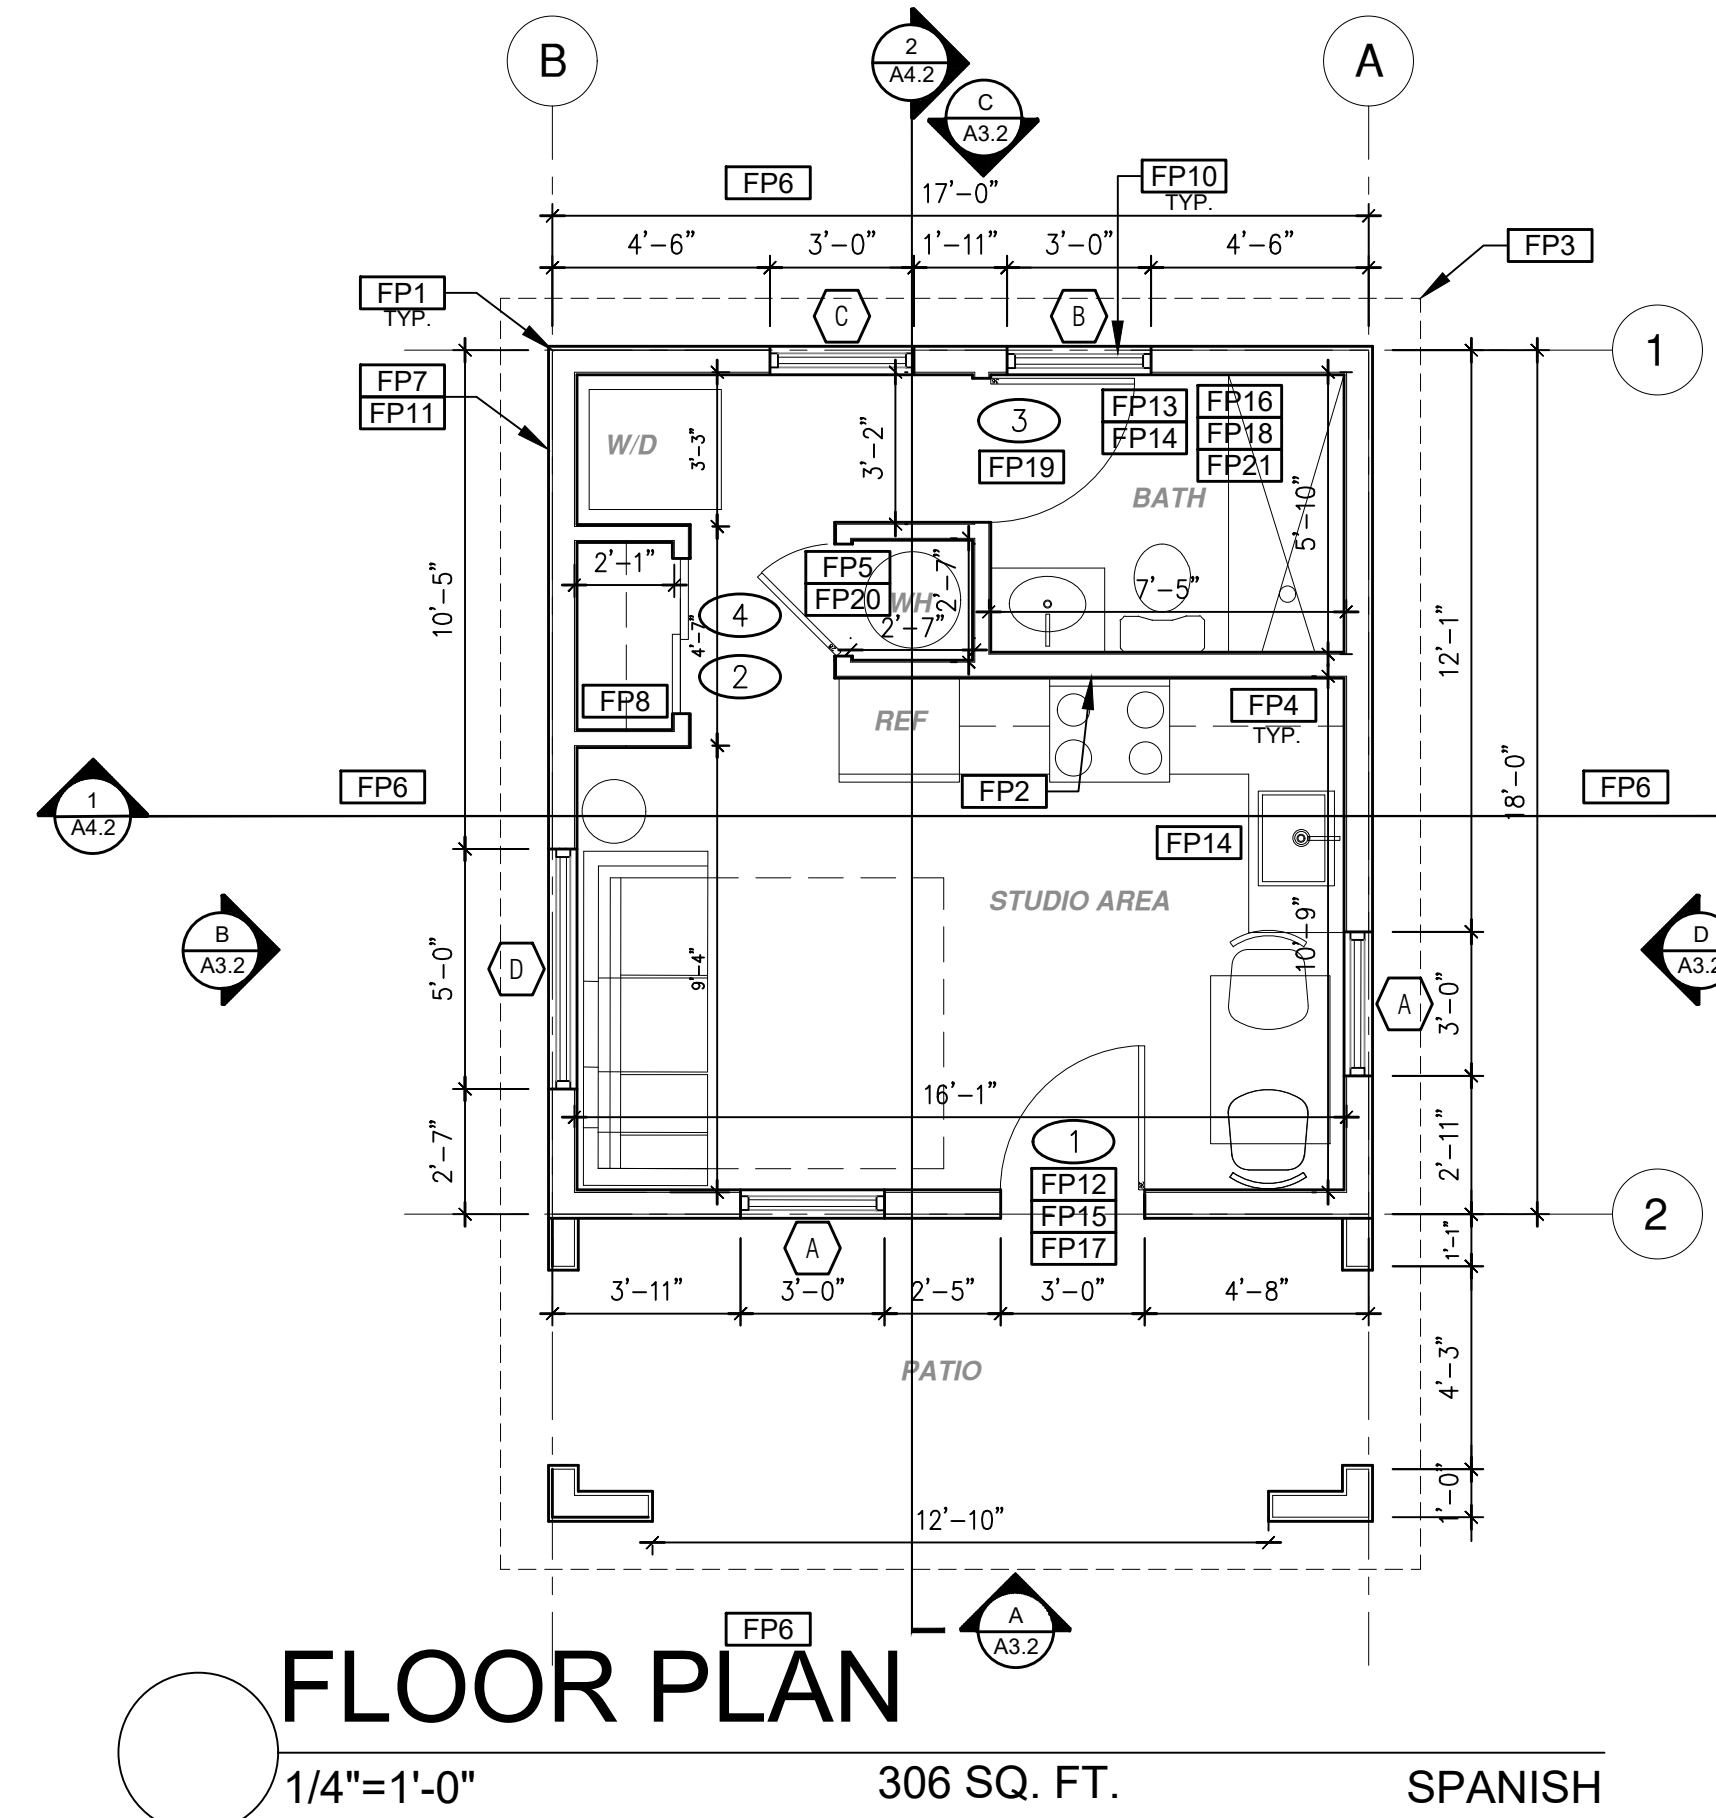 B
2
A4.2
A
C
A3.2
FP6
FP10
TYP.
17'-0"
4'-6"
3'-0"
1'-11"
3'-0"
4'-6"
FP3
FP1
TYP.
C
B
1
FP7
FP11
W/D
3'-3"
3'-2"
3
FP19
FP13
FP14
FP16
FP18
FP21
BATH
5'-10"
2'-1"
FP5
FP20
WH
2'-7"
2'-7"
7'-5"
10'-5"
4
4'-7"
2
12'-1"
FP8
REF
FP4
TYP.
18'-0"
1
A4.2
FP6
FP2
FP6
FP14
STUDIO AREA
10'-9"
B
A3.2
D
5'-0"
9'-4"
A
3'-0"
D
A3.2
16'-1"
2'-7"
1
2'-11"
FP12
FP15
FP17
2
A
1'-1"
3'-11"
3'-0"
2'-5"
3'-0"
4'-8"
PATIO
4'-3"
12'-10"
1'-0"
FP6
A
A3.2
FLOOR PLAN
1/4"=1'-0"
306 SQ. FT.
SPANISH